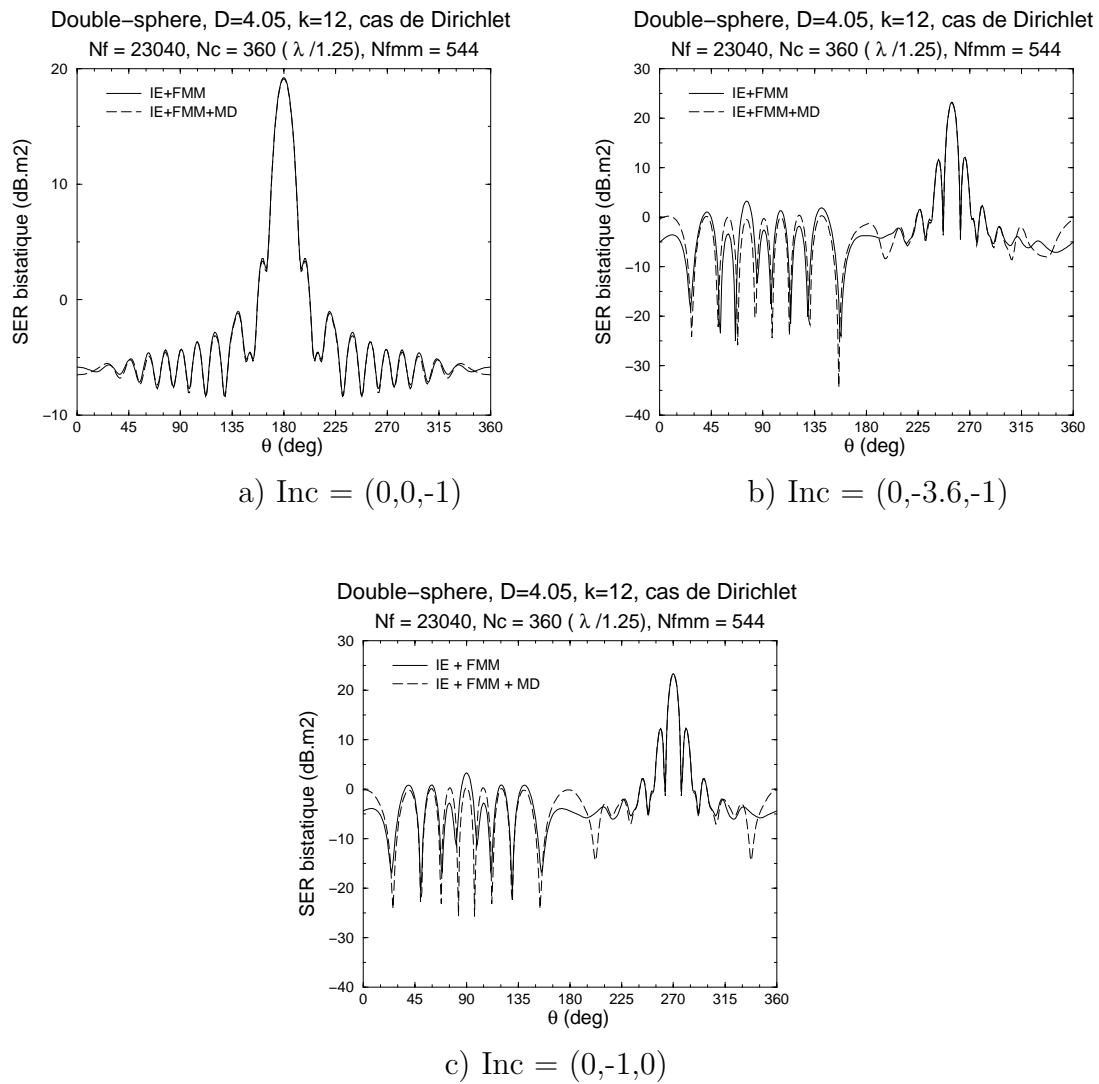 Double−sphere, D=4.05, k=12, cas de Dirichlet
Nf = 23040, Nc = 360 ( λ /1.25), Nfmm = 544
IE+FMM
IE+FMM+MD
SER bistatique (dB.m2)
20
10
0
−10
0 45 90 135 180 225 270 315 360
θ (deg)
a) Inc = (0,0,-1)
Double−sphere, D=4.05, k=12, cas de Dirichlet
Nf = 23040, Nc = 360 ( λ /1.25), Nfmm = 544
IE+FMM
IE+FMM+MD
SER bistatique (dB.m2)
30
20
10
0
−10
−20
−30
−40
0 45 90 135 180 225 270 315 360
θ (deg)
b) Inc = (0,-3.6,-1)
Double−sphere, D=4.05, k=12, cas de Dirichlet
Nf = 23040, Nc = 360 ( λ /1.25), Nfmm = 544
IE + FMM
IE + FMM + MD
SER bistatique (dB.m2)
30
20
10
0
−10
−20
−30
−40
0 45 90 135 180 225 270 315 360
θ (deg)
c) Inc = (0,-1,0)